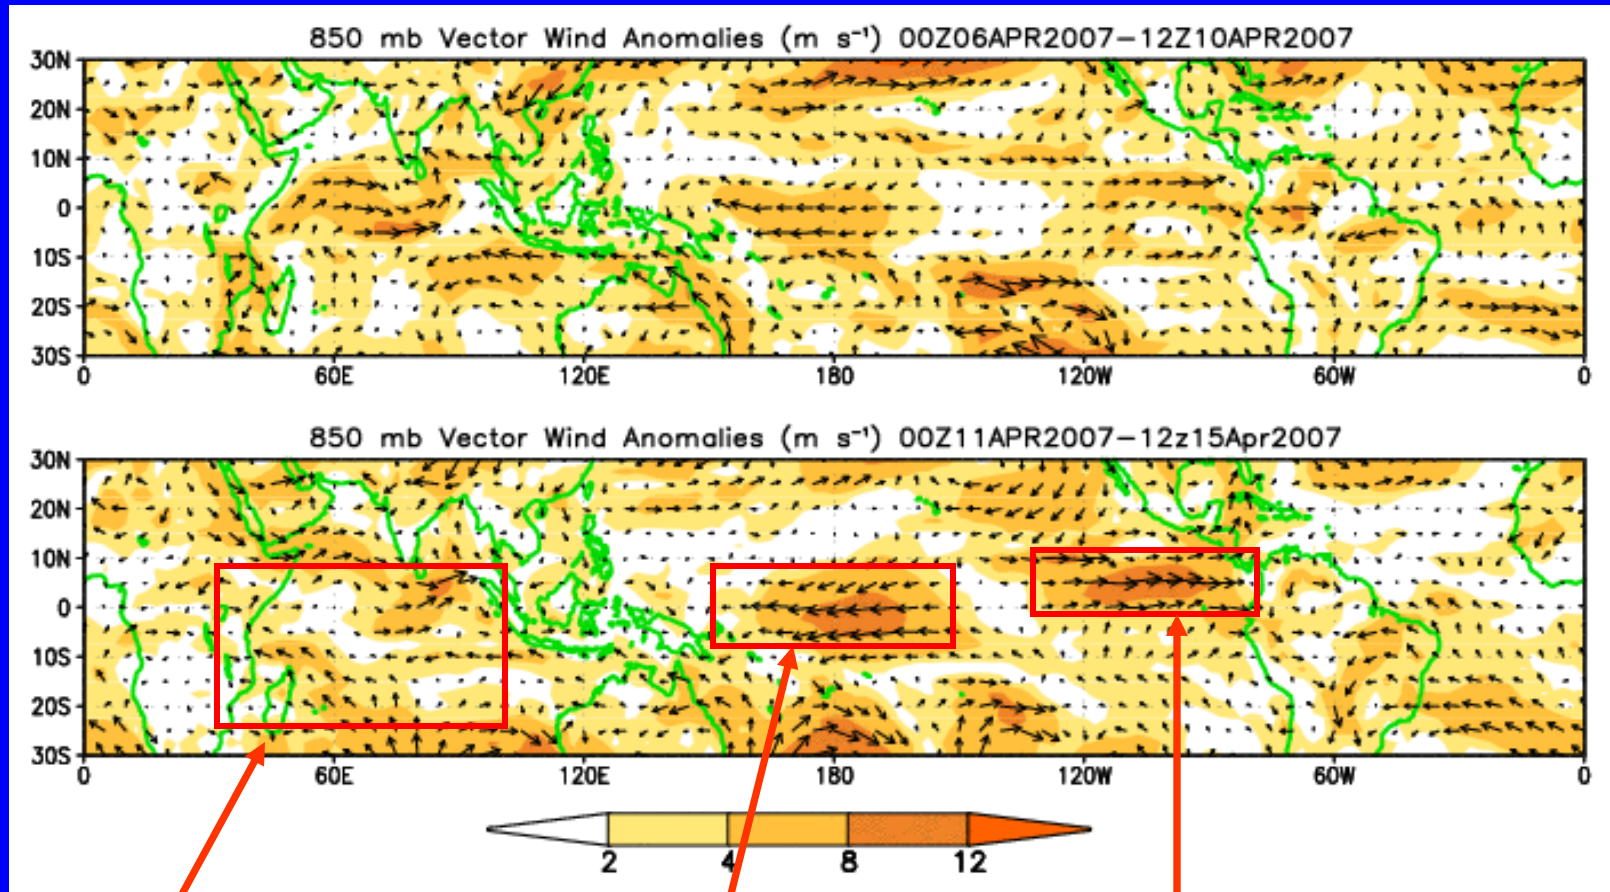 850 mb Vector Wind Anomalies (m s⁻¹) 00Z06APR2007−12Z10APR2007
30N
20N
10N
0
10S
20S
30S
0 60E 120E 180 120W 60W 0
850 mb Vector Wind Anomalies (m s⁻¹) 00Z11APR2007−12z15Apr2007
30N
20N
10N
0
10S
20S
30S
0 60E 120E 180 120W 60W 0
2 4 8 12